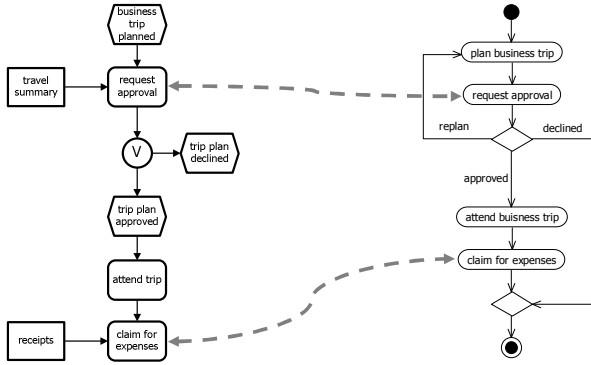 business
trip
planned
travel
summary
request
approval
V
trip plan
declined
trip plan
approved
attend trip
receipts
claim for
expenses
plan business trip
request approval
replan
declined
approved
attend buisness trip
claim for expenses